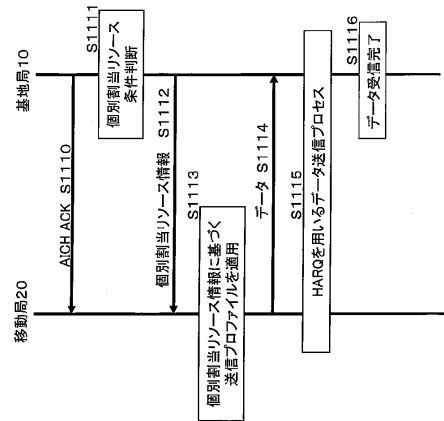 移動局20
基地局10
AICH ACK S1110
S1111
個別割当リソース
条件判断
個別割当リソース情報 S1112
S1113
個別割当リソース情報に基づく
送信プロファイルを適用
データ S1114
S1115
HARQを用いるデータ送信プロセス
S1116
データ受信完了